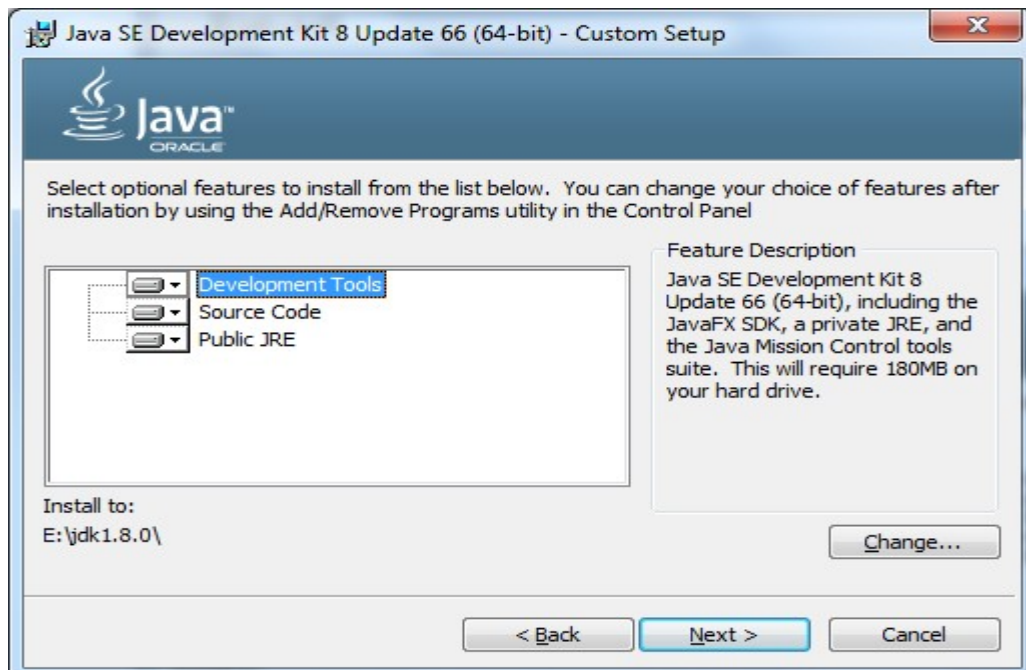 Java SE Development Kit 8 Update 66 (64-bit) - Custom Setup
Java™
ORACLE
Select optional features to install from the list below. You can change your choice of features after
installation by using the Add/Remove Programs utility in the Control Panel
Development Tools
Source Code
Public JRE
Feature Description
Java SE Development Kit 8
Update 66 (64-bit), including the
JavaFX SDK, a private JRE, and
the Java Mission Control tools
suite. This will require 180MB on
your hard drive.
Install to:
E:\jdk1.8.0\
Change...
< Back
Next >
Cancel